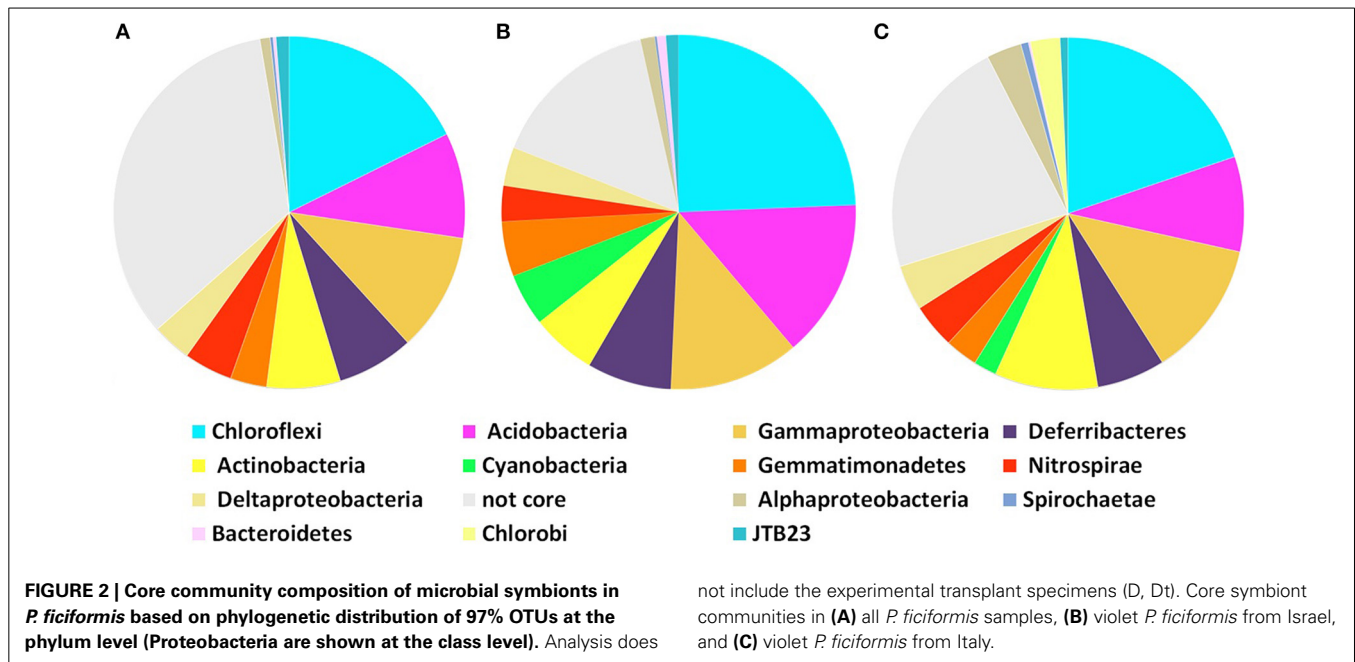 A
B
C
Chloroflexi
Acidobacteria
Gammaproteobacteria
Deferribacteres
Actinobacteria
Cyanobacteria
Gemmatimonadetes
Nitrospirae
Deltaproteobacteria
not core
Alphaproteobacteria
Spirochaetae
Bacteroidetes
Chlorobi
JTB23
FIGURE 2 | Core community composition of microbial symbionts in
P. ficiformis based on phylogenetic distribution of 97% OTUs at the
phylum level (Proteobacteria are shown at the class level). Analysis does
not include the experimental transplant specimens (D, Dt). Core symbiont
communities in (A) all P. ficiformis samples, (B) violet P. ficiformis from Israel,
and (C) violet P. ficiformis from Italy.